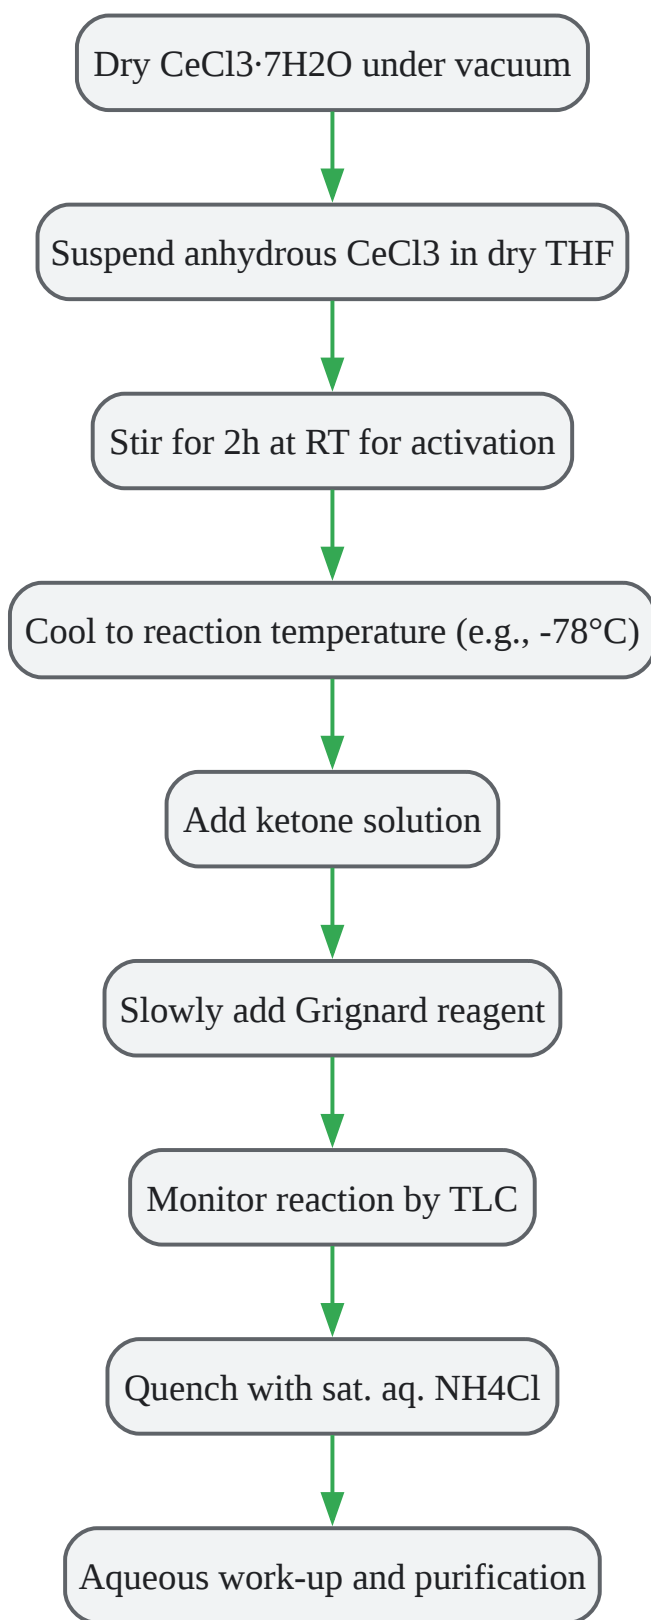 Dry CeCl3·7H2O under vacuum
Suspend anhydrous CeCl3 in dry THF
Stir for 2h at RT for activation
Cool to reaction temperature (e.g., -78°C)
Add ketone solution
Slowly add Grignard reagent
Monitor reaction by TLC
Quench with sat. aq. NH4Cl
Aqueous work-up and purification